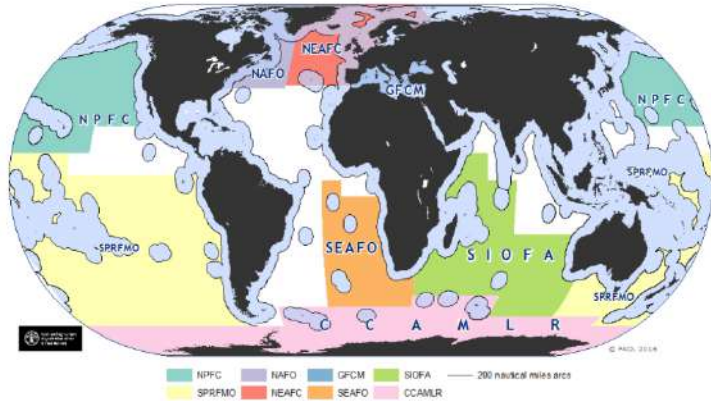 NEAFC
NAFO
GFCM
NPFC
NPFC
SPRFMO
SPRFMO
SEAFO
SIOFA
SPRFMO
CCAMLR
© FAO, 2016
NPFC NAFO GFCM SIOFA 200 nautical miles arcs
SPRFMO NEAFC SEAFO CCAMLR